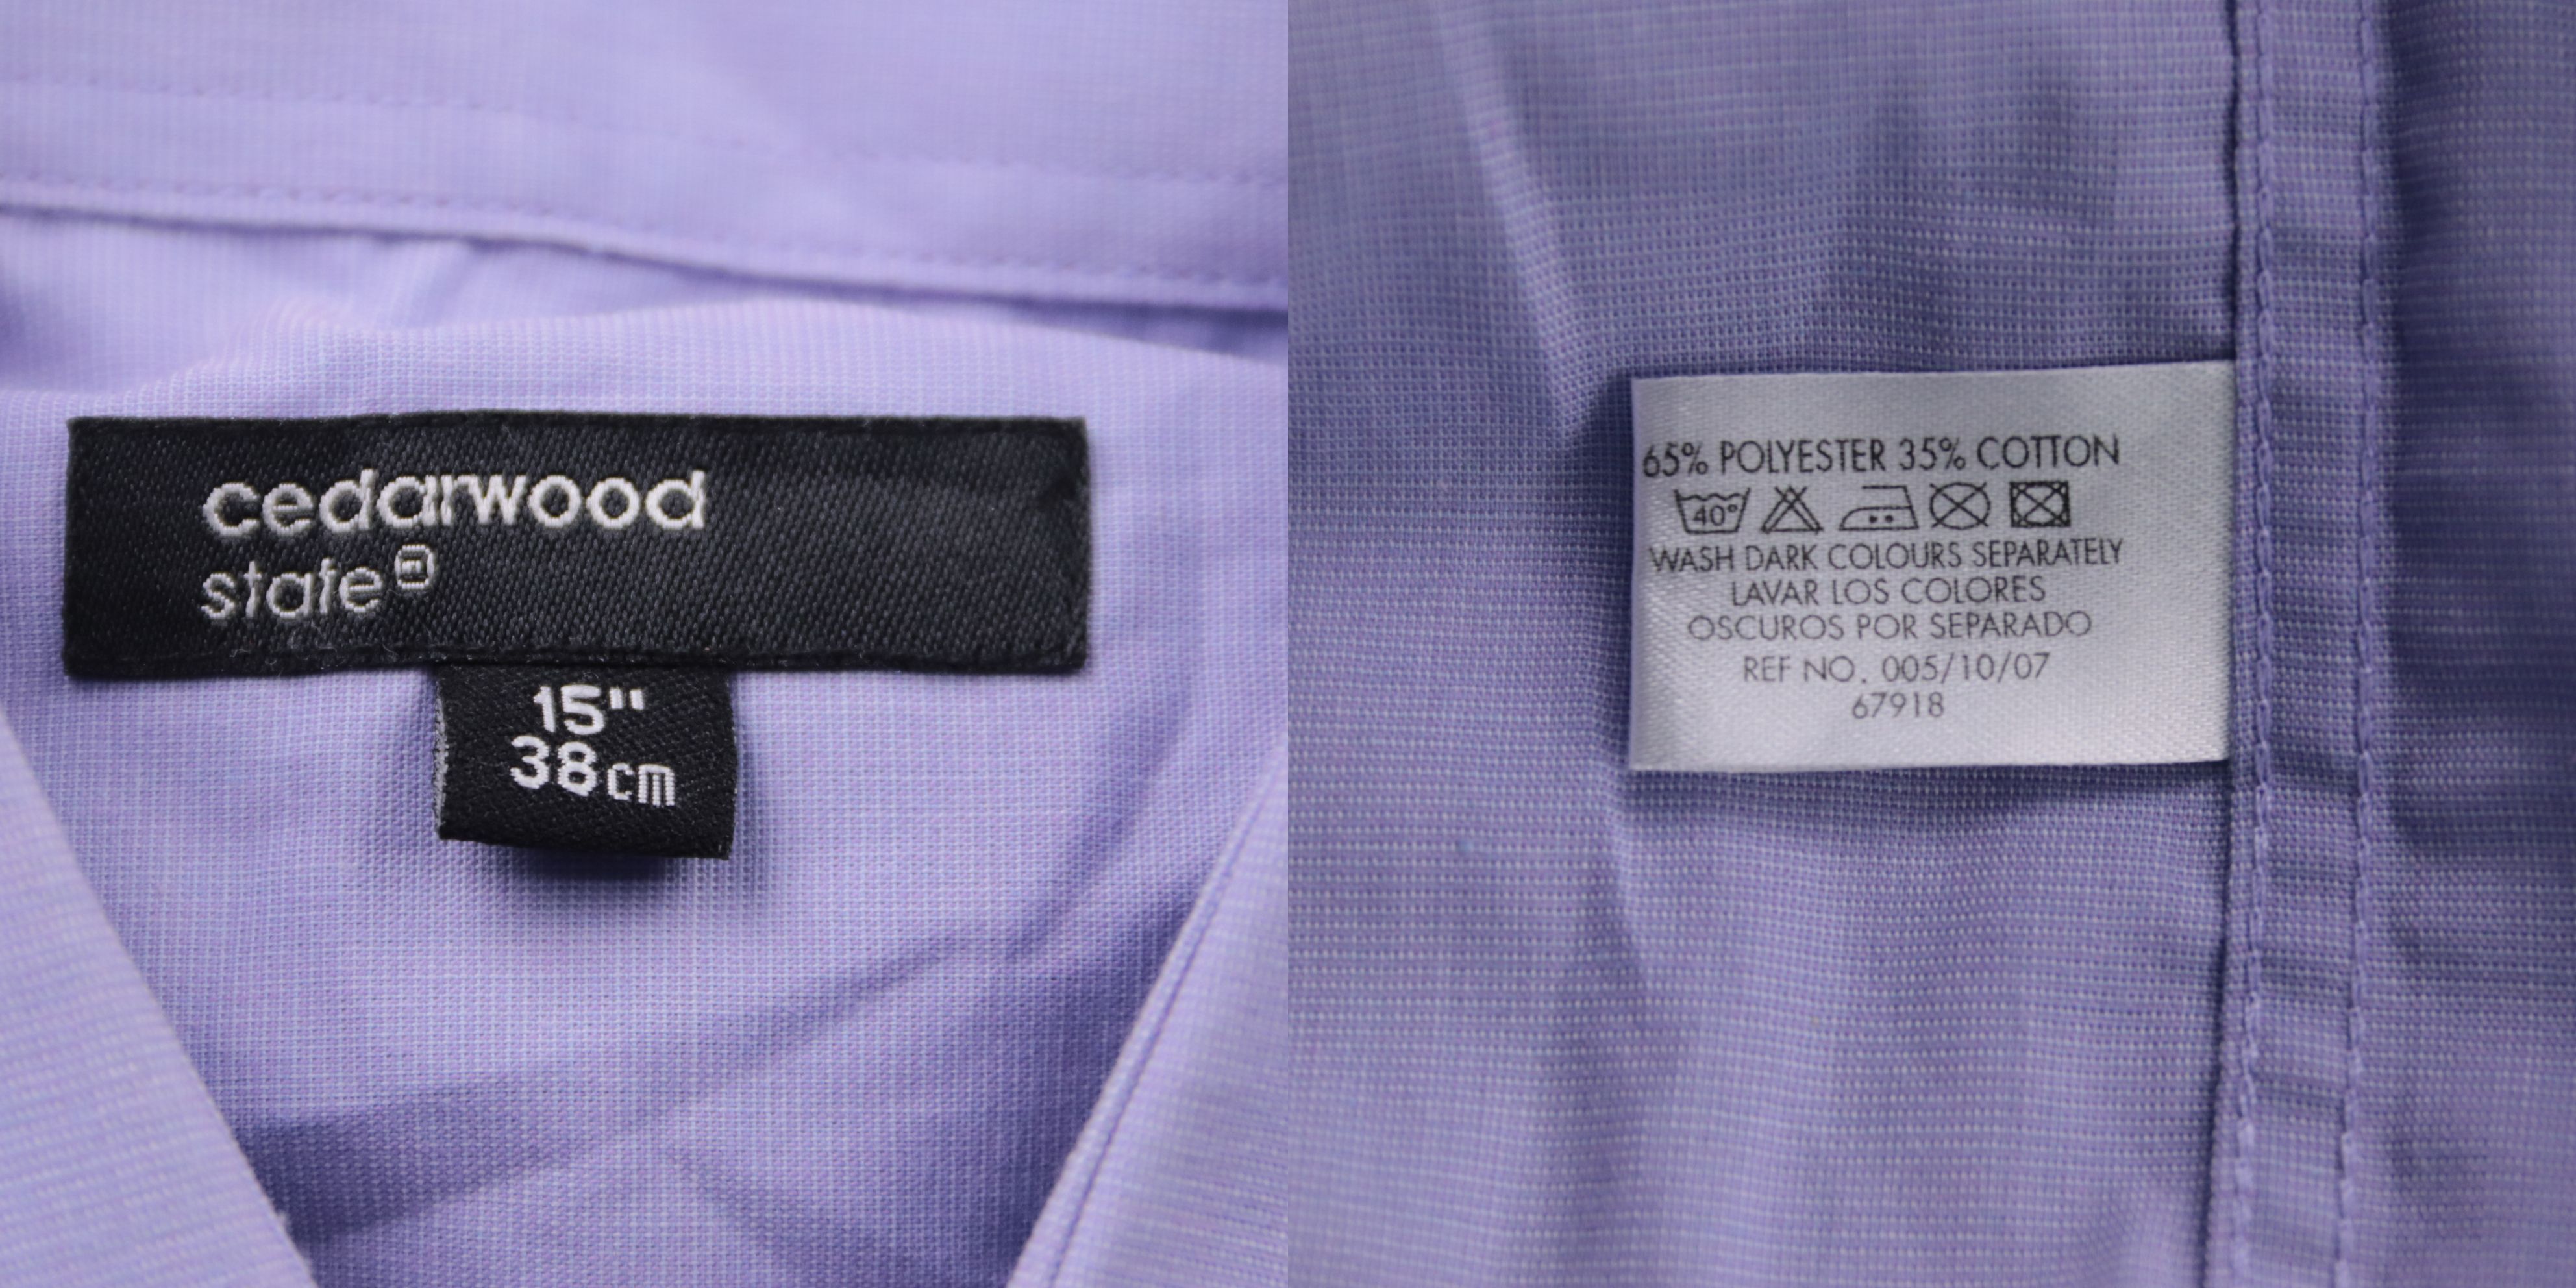 cedarwood
state
15"
38cm
65% POLYESTER 35% COTTON
40°
WASH DARK COLOURS SEPARATELY
LAVAR LOS COLORES
OSCUROS POR SEPARADO
REF NO. 005/10/07
67918